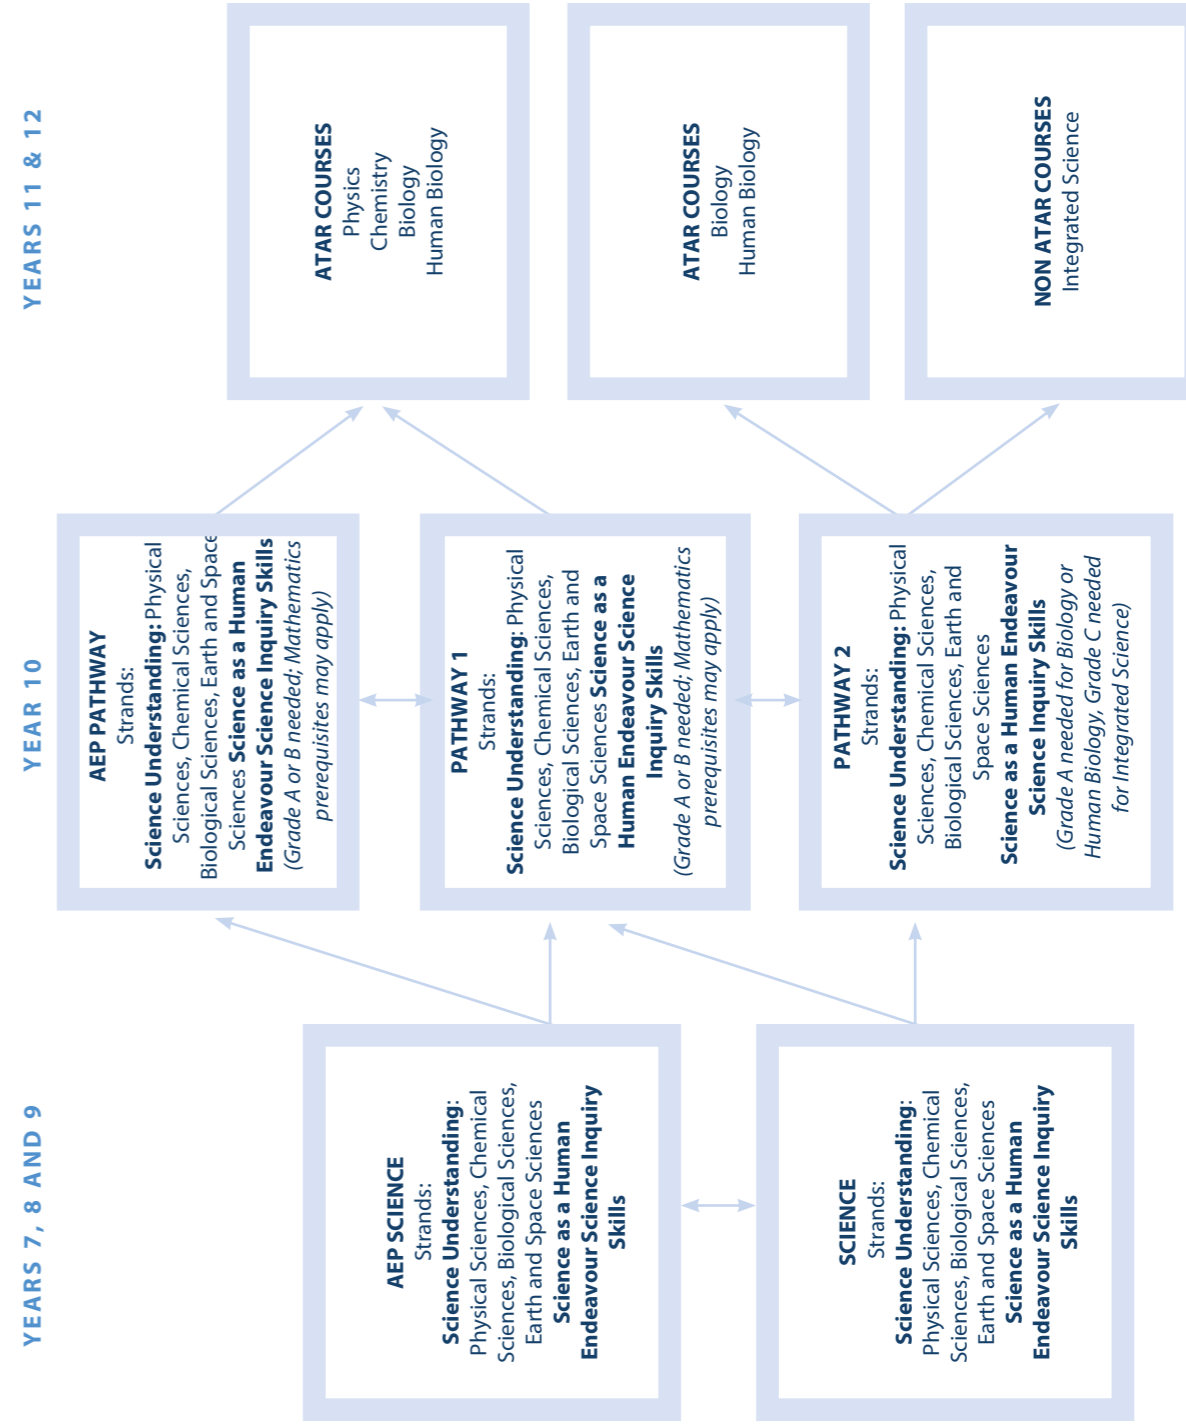 YEARS 7, 8 AND 9
AEP SCIENCE
Strands:
Science Understanding:
Physical Sciences, Chemical
Sciences, Biological Sciences,
Earth and Space Sciences
Science as a Human
Endeavour Science Inquiry
Skills
SCIENCE
Strands:
Science Understanding:
Physical Sciences, Chemical
Sciences, Biological Sciences,
Earth and Space Sciences
Science as a Human
Endeavour Science Inquiry
Skills
YEAR 10
AEP PATHWAY
Strands:
Science Understanding: Physical
Sciences, Chemical Sciences,
Biological Sciences, Earth and Space
Sciences Science as a Human
Endeavour Science Inquiry Skills
(Grade A or B needed; Mathematics
prerequisites may apply)
PATHWAY 1
Strands:
Science Understanding: Physical
Sciences, Chemical Sciences,
Biological Sciences, Earth and
Space Sciences Science as a
Human Endeavour Science
Inquiry Skills
(Grade A or B needed; Mathematics
prerequisites may apply)
PATHWAY 2
Strands:
Science Understanding: Physical
Sciences, Chemical Sciences,
Biological Sciences, Earth and
Space Sciences
Science as a Human Endeavour
Science Inquiry Skills
(Grade A needed for Biology or
Human Biology, Grade C needed
for Integrated Science)
YEARS 11 & 12
ATAR COURSES
Physics
Chemistry
Biology
Human Biology
ATAR COURSES
Biology
Human Biology
NON ATAR COURSES
Integrated Science